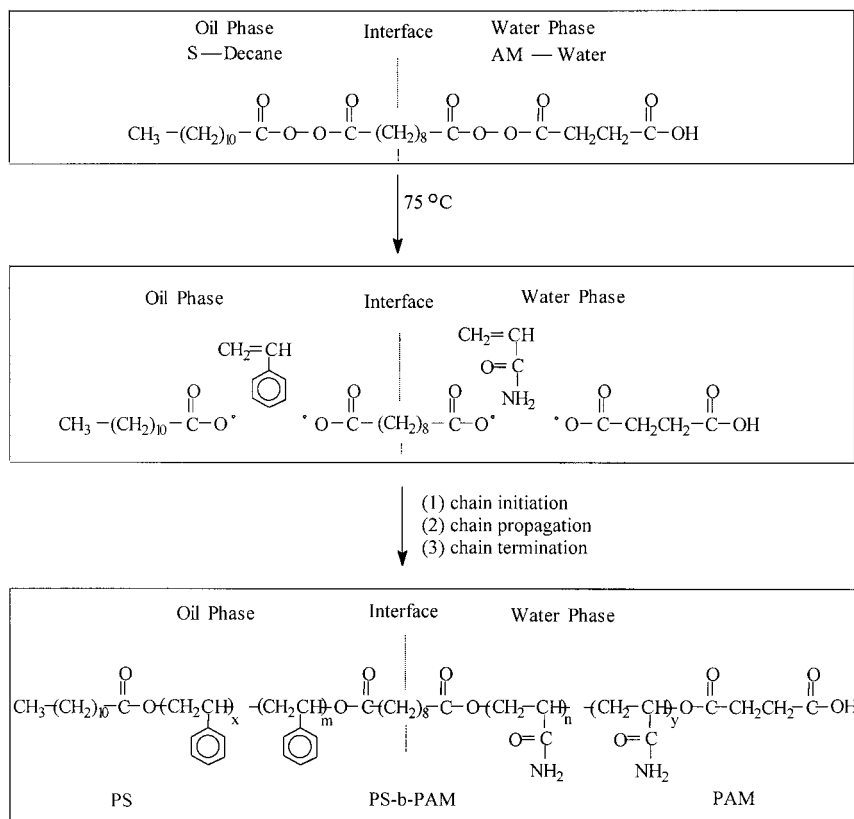 Oil Phase Interface Water Phase
S—Decane AM — Water
O O O O O
CH3 —(CH2)10—C—O—O—C—(CH2)8—C—O—O—C—CH2CH2—C—OH
75 °C
Oil Phase Interface Water Phase
CH2=CH CH2=CH
O=C
NH2
O O O O O
CH3 —(CH2)10—C—O• •O—C—(CH2)8—C—O• •O—C—CH2CH2—C—OH
(1) chain initiation
(2) chain propagation
(3) chain termination
Oil Phase Interface Water Phase
O O O O O
CH3-(CH2)10—C—O-(CH2CH)x —(CH2CH)m—O—C-(CH2)8—C—O-(CH2—CH)n —(CH2—CH)y—O—C—CH2CH2—C—OH
O=C O=C
NH2 NH2
PS PS-b-PAM PAM